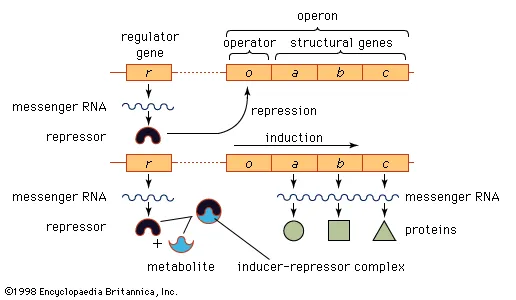 operon
regulator
gene
operator structural genes
r o a b c
messenger RNA
repression
repressor
induction
r o a b c
messenger RNA messenger RNA
repressor proteins
+
metabolite inducer-repressor complex
©1998 Encyclopaedia Britannica, Inc.